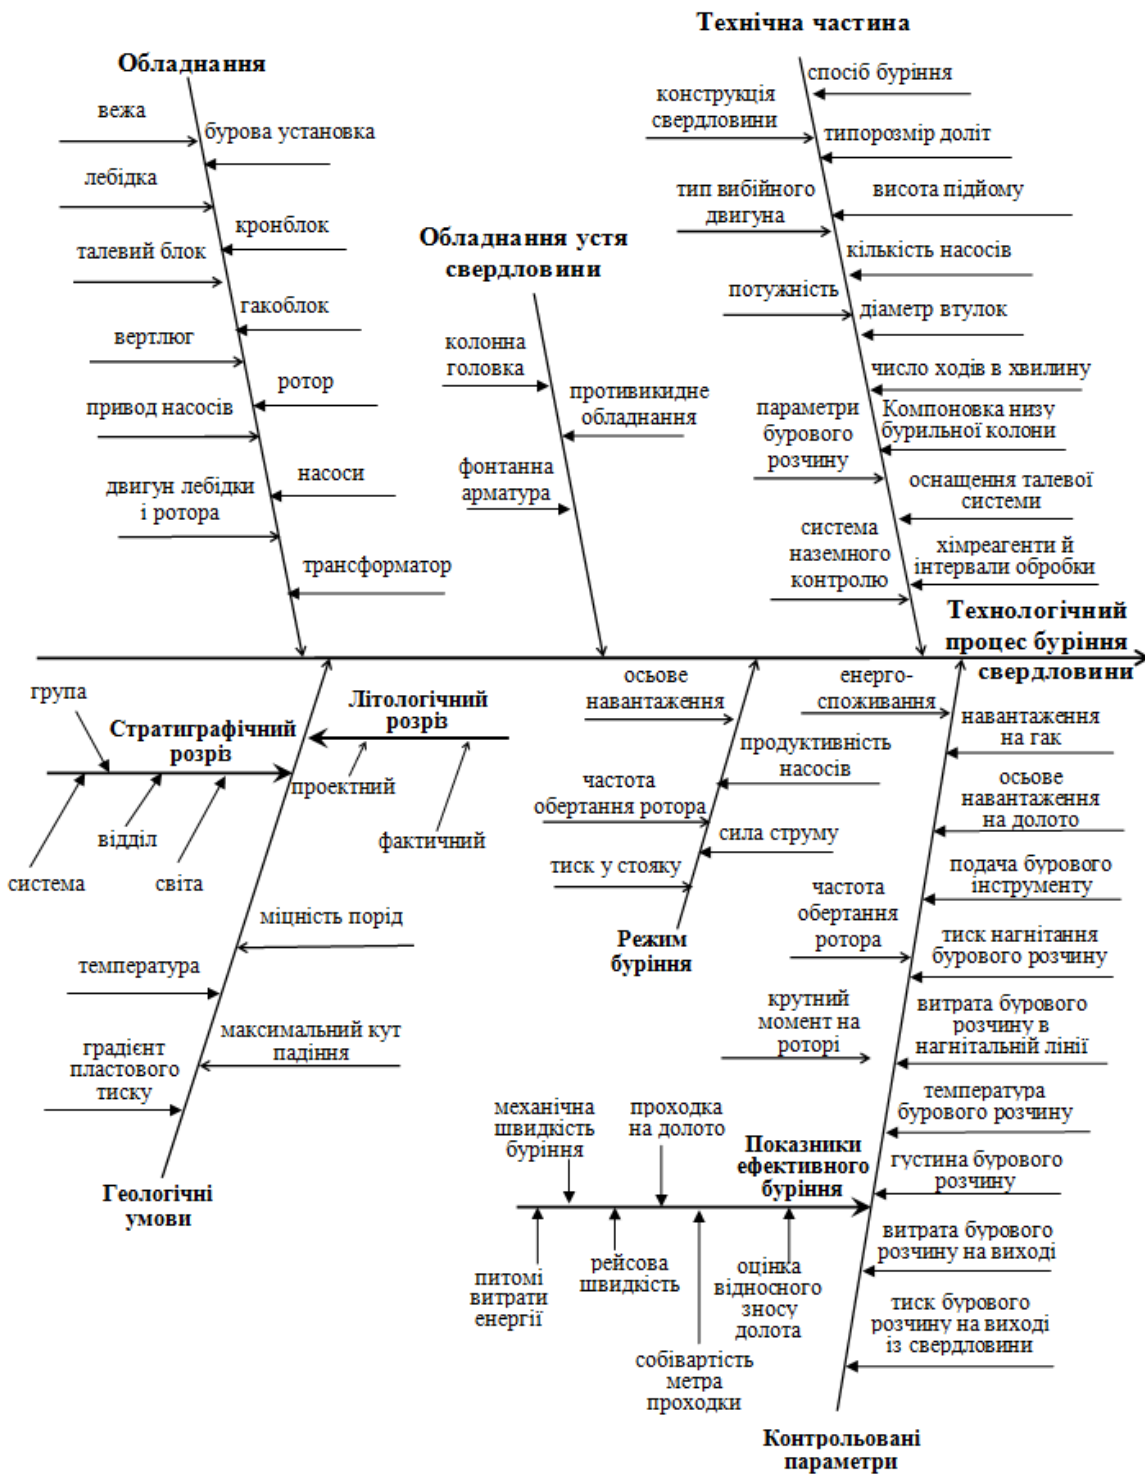 Технічна частина
Обладнання
спосіб буріння
конструкція
свердловини
вежа
бурова установка
типорозмір доліт
лебідка
тип вибійного
двигуна
висота підйому
кронблок
Обладнання устя
свердловини
талевий блок
кількість насосів
потужність
гакоблок
діаметр втулок
вертлюг
колонна
головка
число ходів в хвилину
ротор
противикидне
обладнання
привод насосів
параметри
бурового
розчину
Компоновка низу
бурильної колони
насоси
фонтанна
арматура
двигун лебідки
і ротора
оснащення талевої
системи
система
наземного
контролю
хімреагенти й
інтервали обробки
трансформатор
Технологічний
процес буріння
свердловини
група
Стратиграфічний
розріз
Літологічний
розріз
осьове
навантаження
енерго-
споживання
навантаження
на гак
проектний
продуктивність
насосів
частота
обертання ротора
осьове
навантаження
на долото
відділ
фактичний
сила струму
система
світа
тиск у стояку
подача бурового
інструменту
частота
обертання
ротора
міцність порід
Режим
буріння
тиск нагнітання
бурового розчину
температура
крутний
момент на
роторі
витрата бурового
розчину в
нагнітальній лінії
максимальний кут
падіння
градієнт
пластового
тиску
температура
бурового розчину
механічна
швидкість
буріння
проходка
на долото
Показники
ефективного
буріння
густина бурового
розчину
Геологічні
умови
витрата бурового
розчину на виході
питомі
витрати
енергії
рейсова
швидкість
оцінка
відносного
зносу
долота
тиск бурового
розчину на виході
із свердловини
собівартість
метра
проходки
Контрольовані
параметри